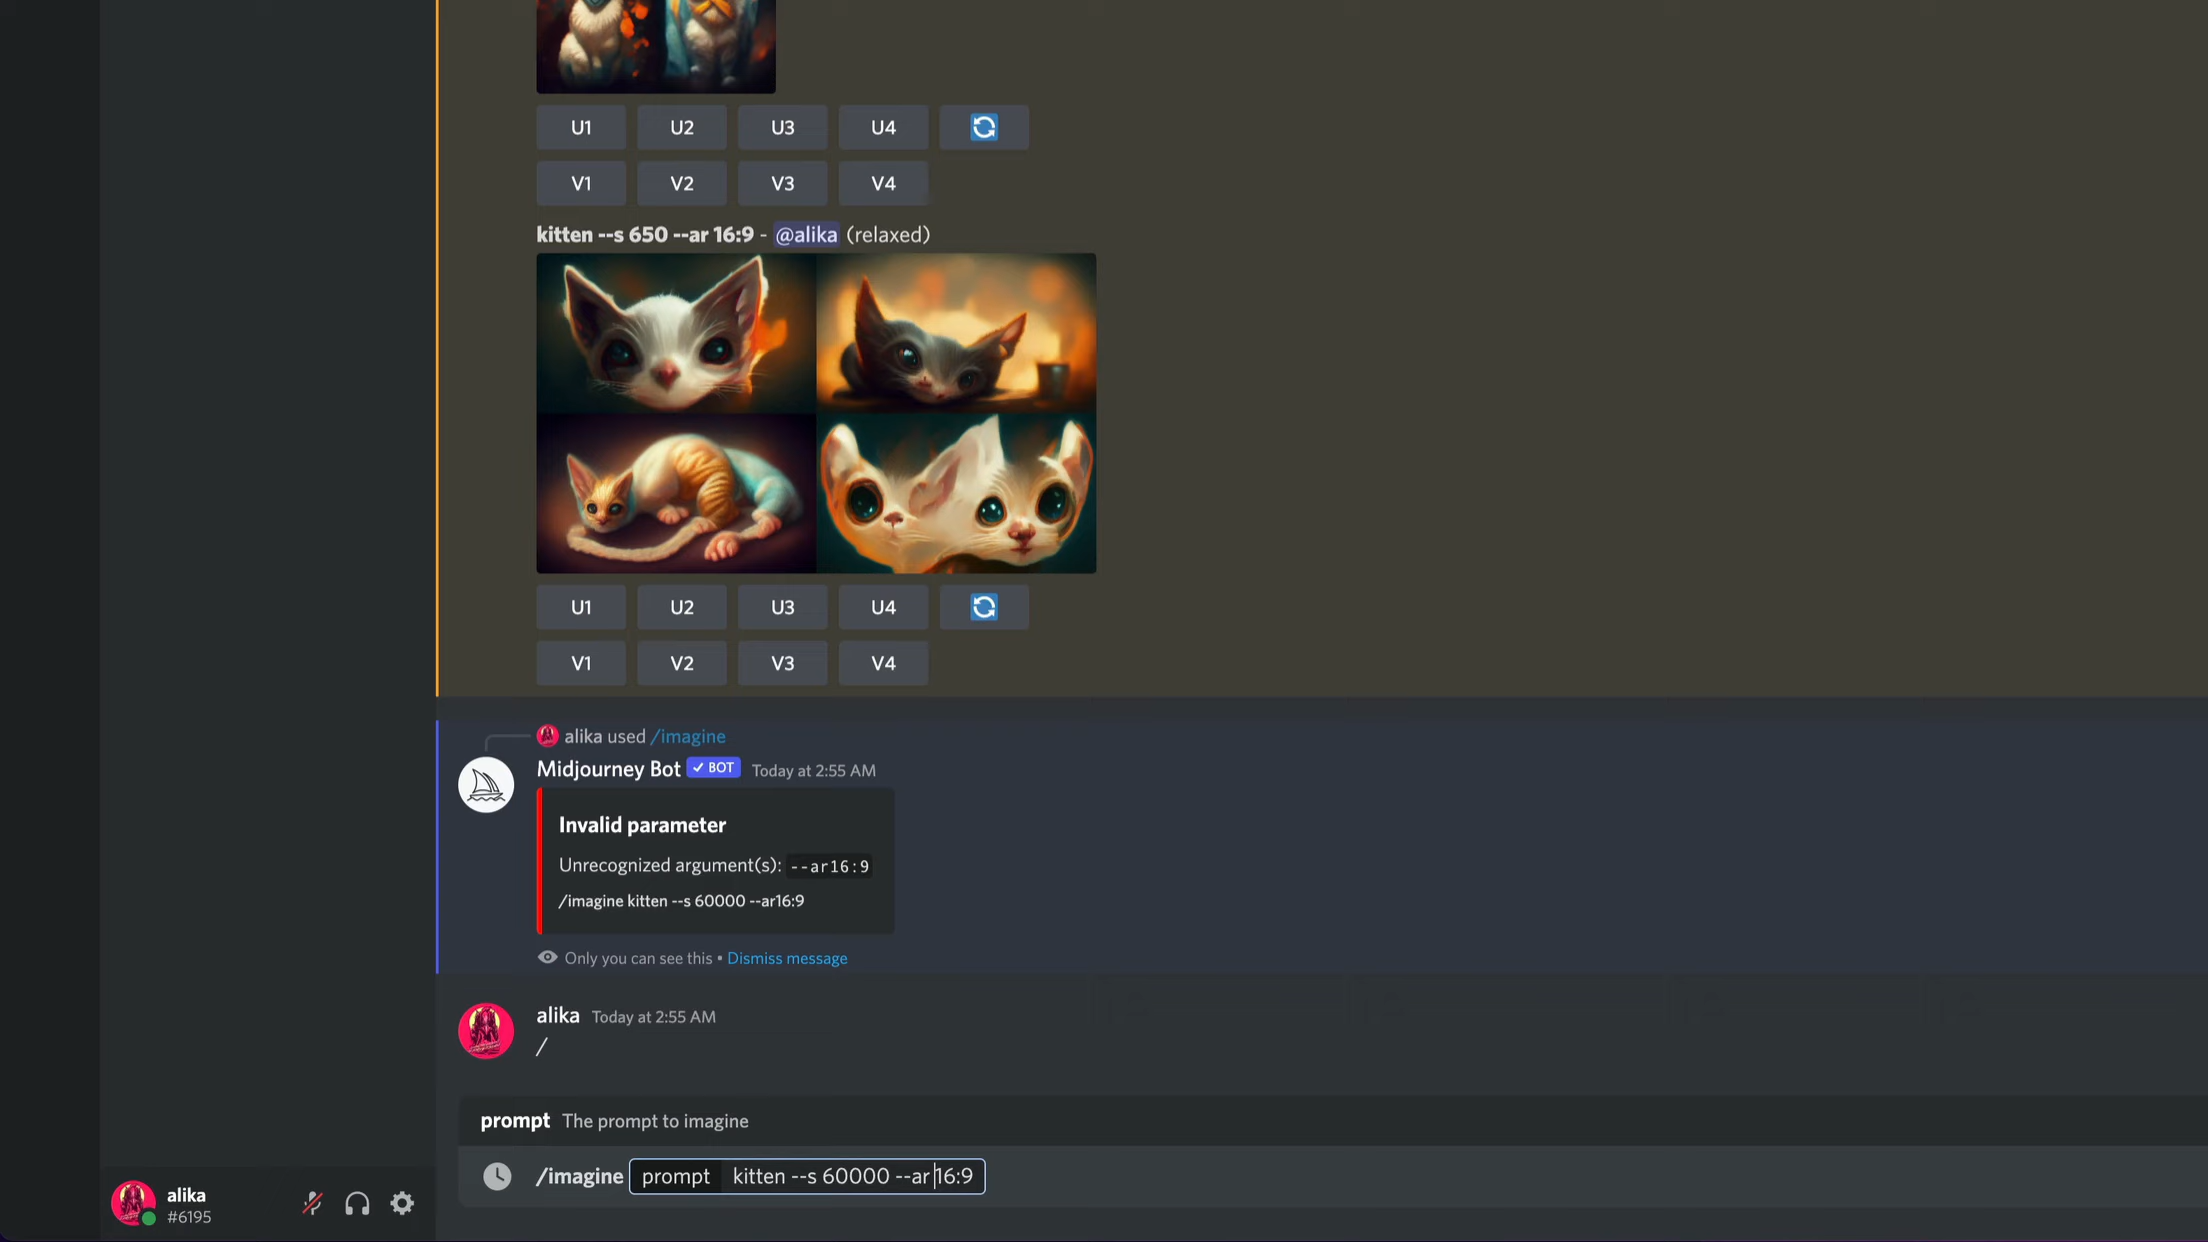 U1 U2 U3 U4
V1 V2 V3 V4
kitten --s 650 --ar 16:9 - @alika (relaxed)
U1 U2 U3 U4
V1 V2 V3 V4
alika used /imagine
Midjourney Bot ✓ BOT Today at 2:55 AM
Invalid parameter
Unrecognized argument(s): --ar16:9
/imagine kitten --s 60000 --ar16:9
Only you can see this • Dismiss message
alika Today at 2:55 AM
/
prompt The prompt to imagine
/imagine prompt kitten --s 60000 --ar 16:9
alika
#6195